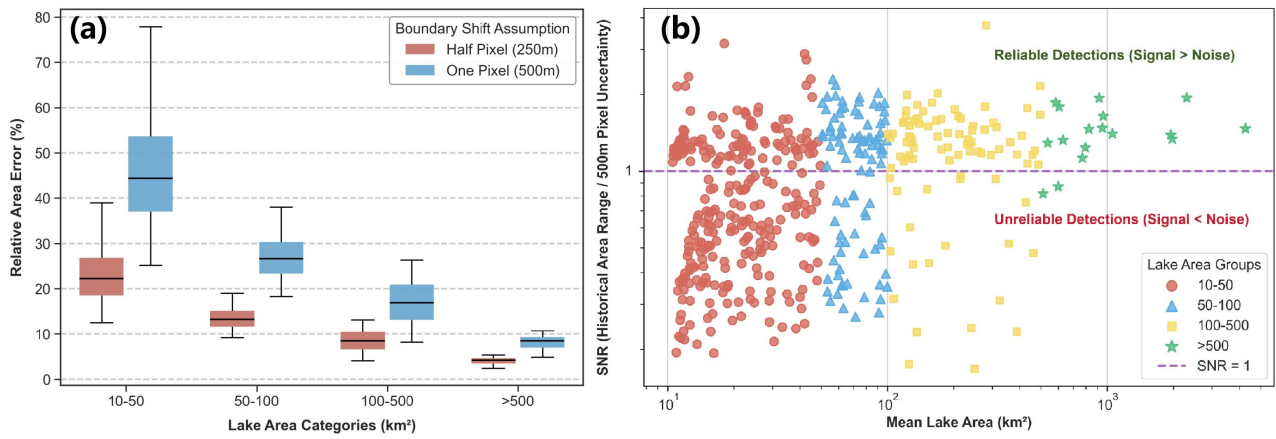 (a)
80
70
60
50
40
30
20
10
0
Relative Area Error (%)
Boundary Shift Assumption
Half Pixel (250m)
One Pixel (500m)
10-50
50-100
100-500
>500
Lake Area Categories (km²)
(b)
SNR (Historical Area Range / 500m Pixel Uncertainty)
1
Reliable Detections (Signal > Noise)
Unreliable Detections (Signal < Noise)
Lake Area Groups
10-50
50-100
100-500
>500
SNR = 1
10¹
10²
10³
Mean Lake Area (km²)